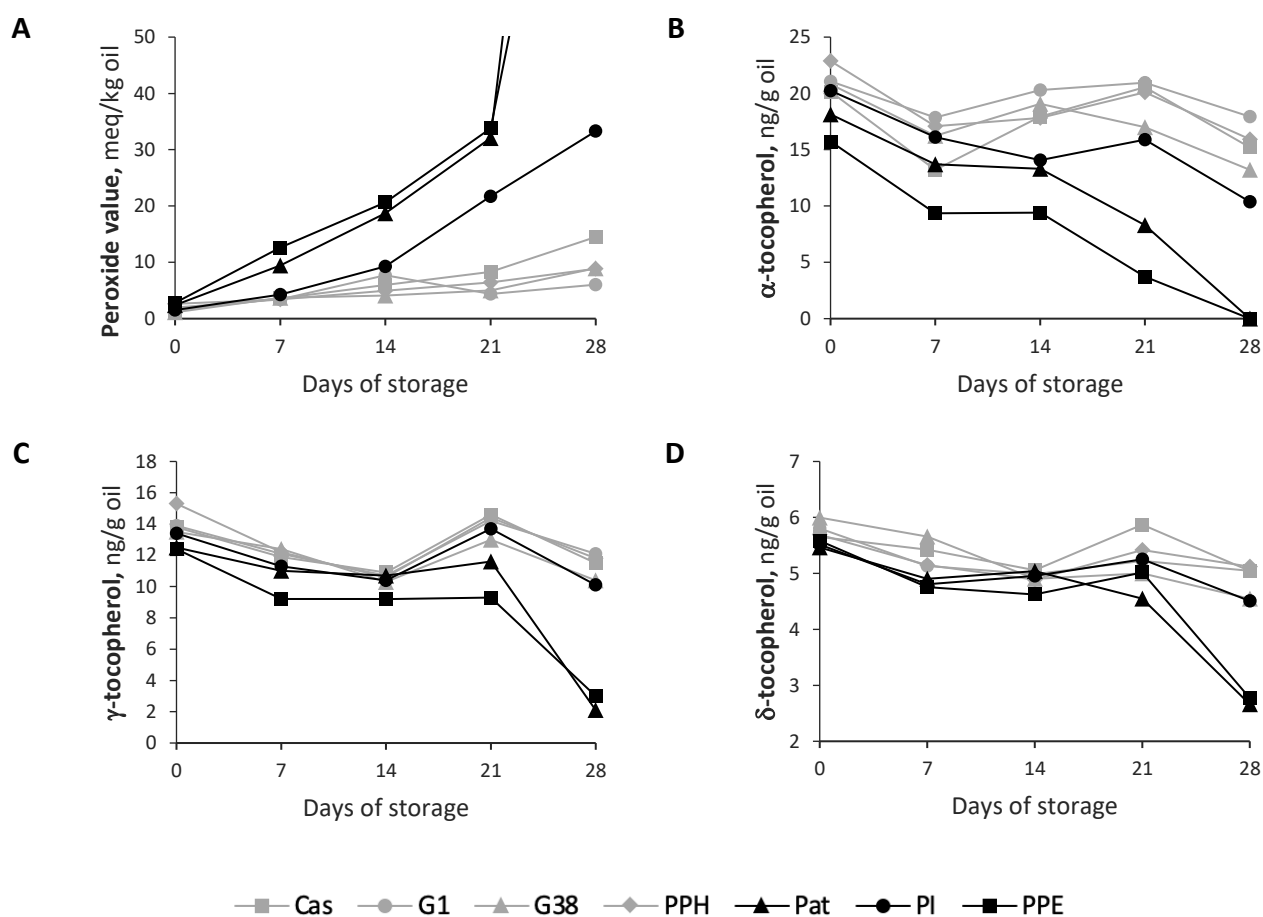 A
Peroxide value, meq/kg oil
50
40
30
20
10
0
0 7 14 21 28
Days of storage
B
α-tocopherol, ng/g oil
25
20
15
10
5
0
0 7 14 21 28
Days of storage
C
γ-tocopherol, ng/g oil
18
16
14
12
10
8
6
4
2
0
0 7 14 21 28
Days of storage
D
δ-tocopherol, ng/g oil
7
6
5
4
3
2
0 7 14 21 28
Days of storage
Cas G1 G38 PPH Pat PI PPE